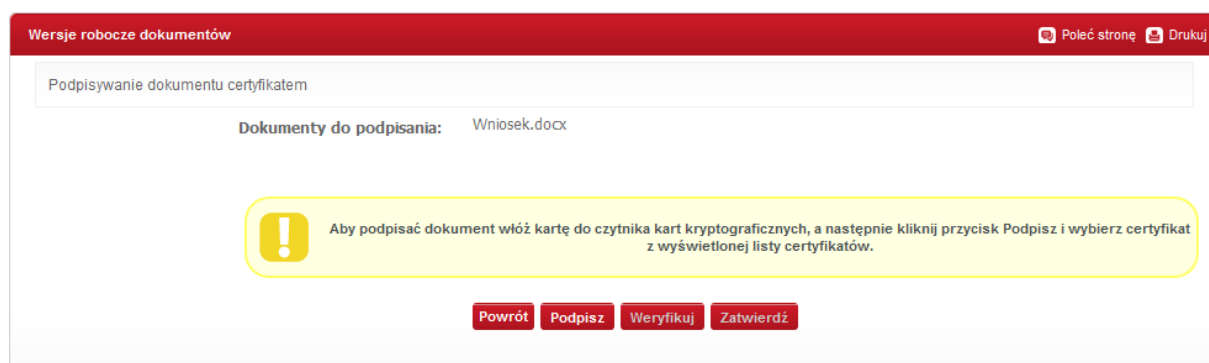 Wersje robocze dokumentów
Poleć stronę Drukuj
Podpisywanie dokumentu certyfikatem
Dokumenty do podpisania: Wniosek.docx
Aby podpisać dokument włóż kartę do czytnika kart kryptograficznych, a następnie kliknij przycisk Podpisz i wybierz certyfikat
z wyświetlonej listy certyfikatów.
Powrót Podpisz Weryfikuj Zatwierdź